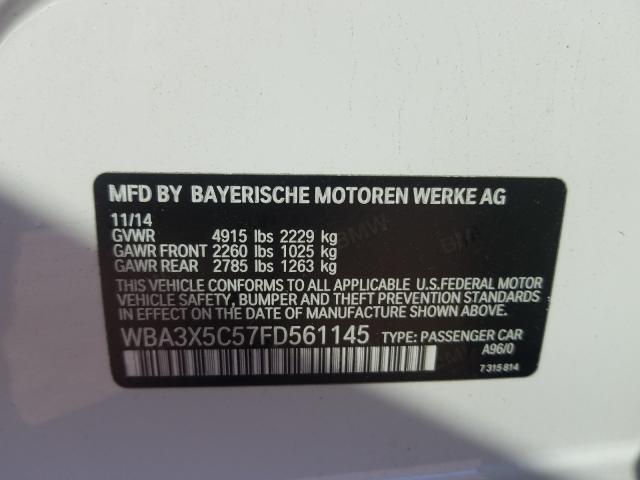 MFD BY BAYERISCHE MOTOREN WERKE AG
11/14
GVWR 4915 lbs 2229 kg
GAWR FRONT 2260 lbs 1025 kg
GAWR REAR 2785 lbs 1263 kg
THIS VEHICLE CONFORMS TO ALL APPLICABLE U.S.FEDERAL MOTOR
VEHICLE SAFETY, BUMPER AND THEFT PREVENTION STANDARDS
IN EFFECT ON THE DATE OF MANUFACTURE SHOWN ABOVE.
WBA3X5C57FD561145 TYPE: PASSENGER CAR
A96/0
7 315 814
BMW
BMW